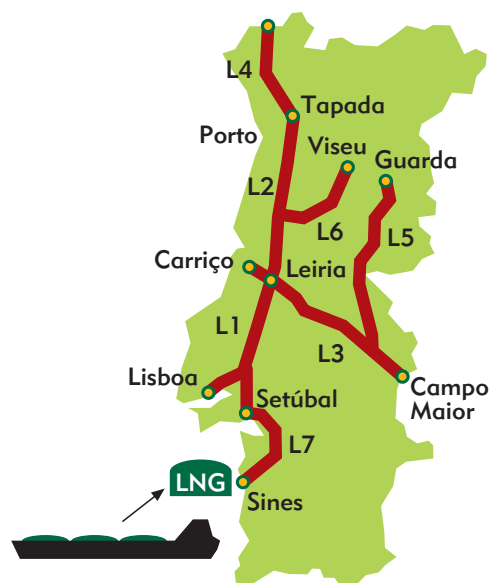 L4
Tapada
Porto
Viseu
Guarda
L2
L6
L5
Carriço
Leiria
L1
L3
Lisboa
Campo
Maior
Setúbal
L7
LNG
Sines